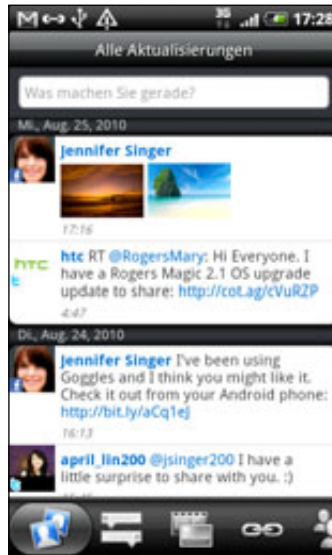 3G 17:28
Alle Aktualisierungen
Was machen Sie gerade?
Mi., Aug. 25, 2010
Jennifer Singer
17:16
htc
htc RT @RogersMary: Hi Everyone. I
have a Rogers Magic 2.1 OS upgrade
update to share: http://cot.ag/cVuRZP
4:47
Di., Aug. 24, 2010
Jennifer Singer I've been using
Goggles and I think you might like it.
Check it out from your Android phone:
http://bit.ly/aCq1eJ
16:13
april_lin200 @jsinger200 I have a
little surprise to share with you. :)